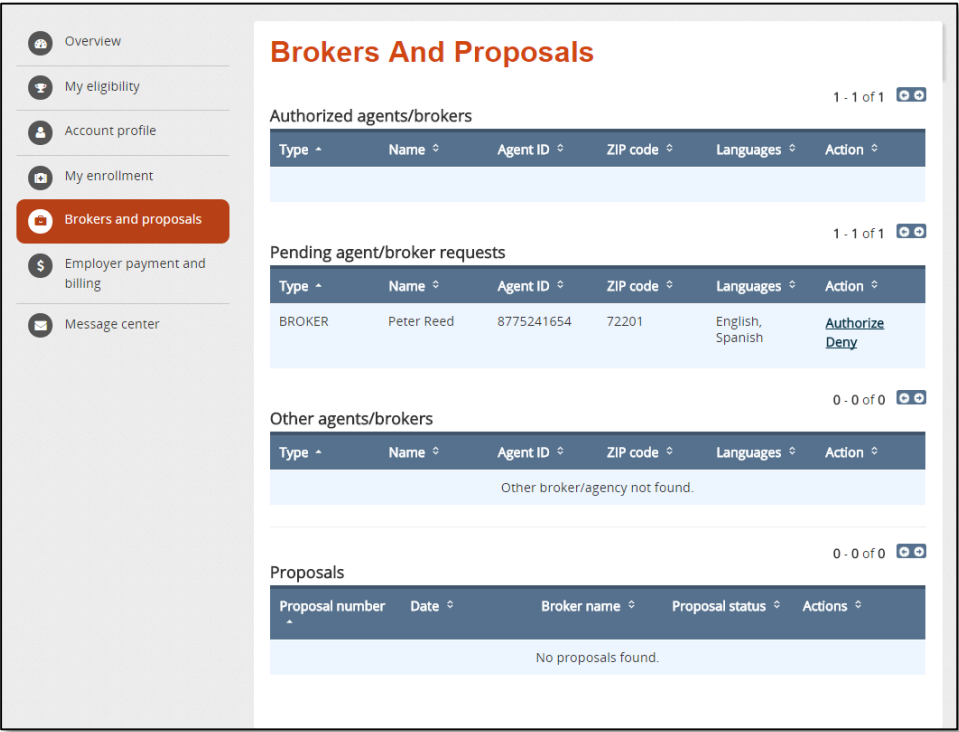 Overview
My eligibility
Account profile
My enrollment
Brokers and proposals
Employer payment and
billing
Message center
Brokers And Proposals
1 - 1 of 1
Authorized agents/brokers
Type Name Agent ID ZIP code Languages Action
1 - 1 of 1
Pending agent/broker requests
Type Name Agent ID ZIP code Languages Action
BROKER Peter Reed 8775241654 72201 English, Authorize
Spanish Deny
0 - 0 of 0
Other agents/brokers
Type Name Agent ID ZIP code Languages Action
Other broker/agency not found.
0 - 0 of 0
Proposals
Proposal number Date Broker name Proposal status Actions
No proposals found.